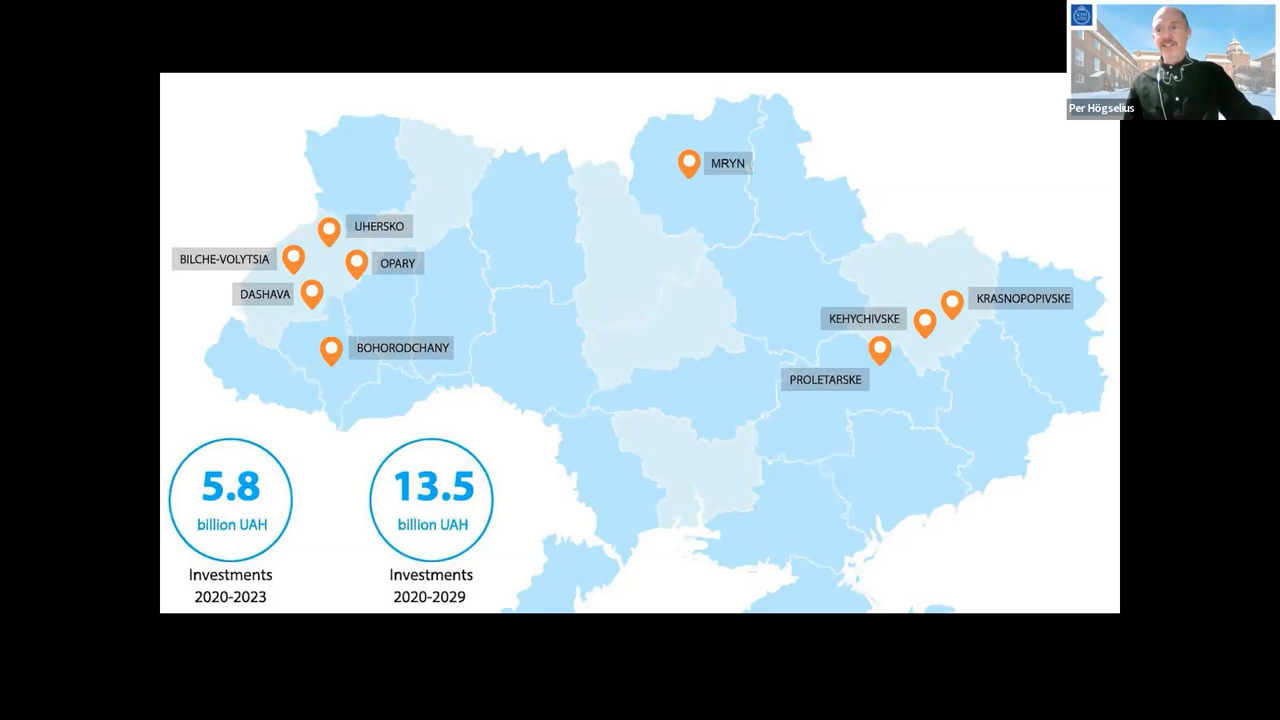 Per Högselius
MRYN
UHERSKO
BILCHE-VOLYTSIA
OPARY
DASHAVA
KRASNOPOPIVSKE
KEHYCHIVSKE
BOHORODCHANY
PROLETARSKE
5.8
billion UAH
Investments
2020-2023
13.5
billion UAH
Investments
2020-2029